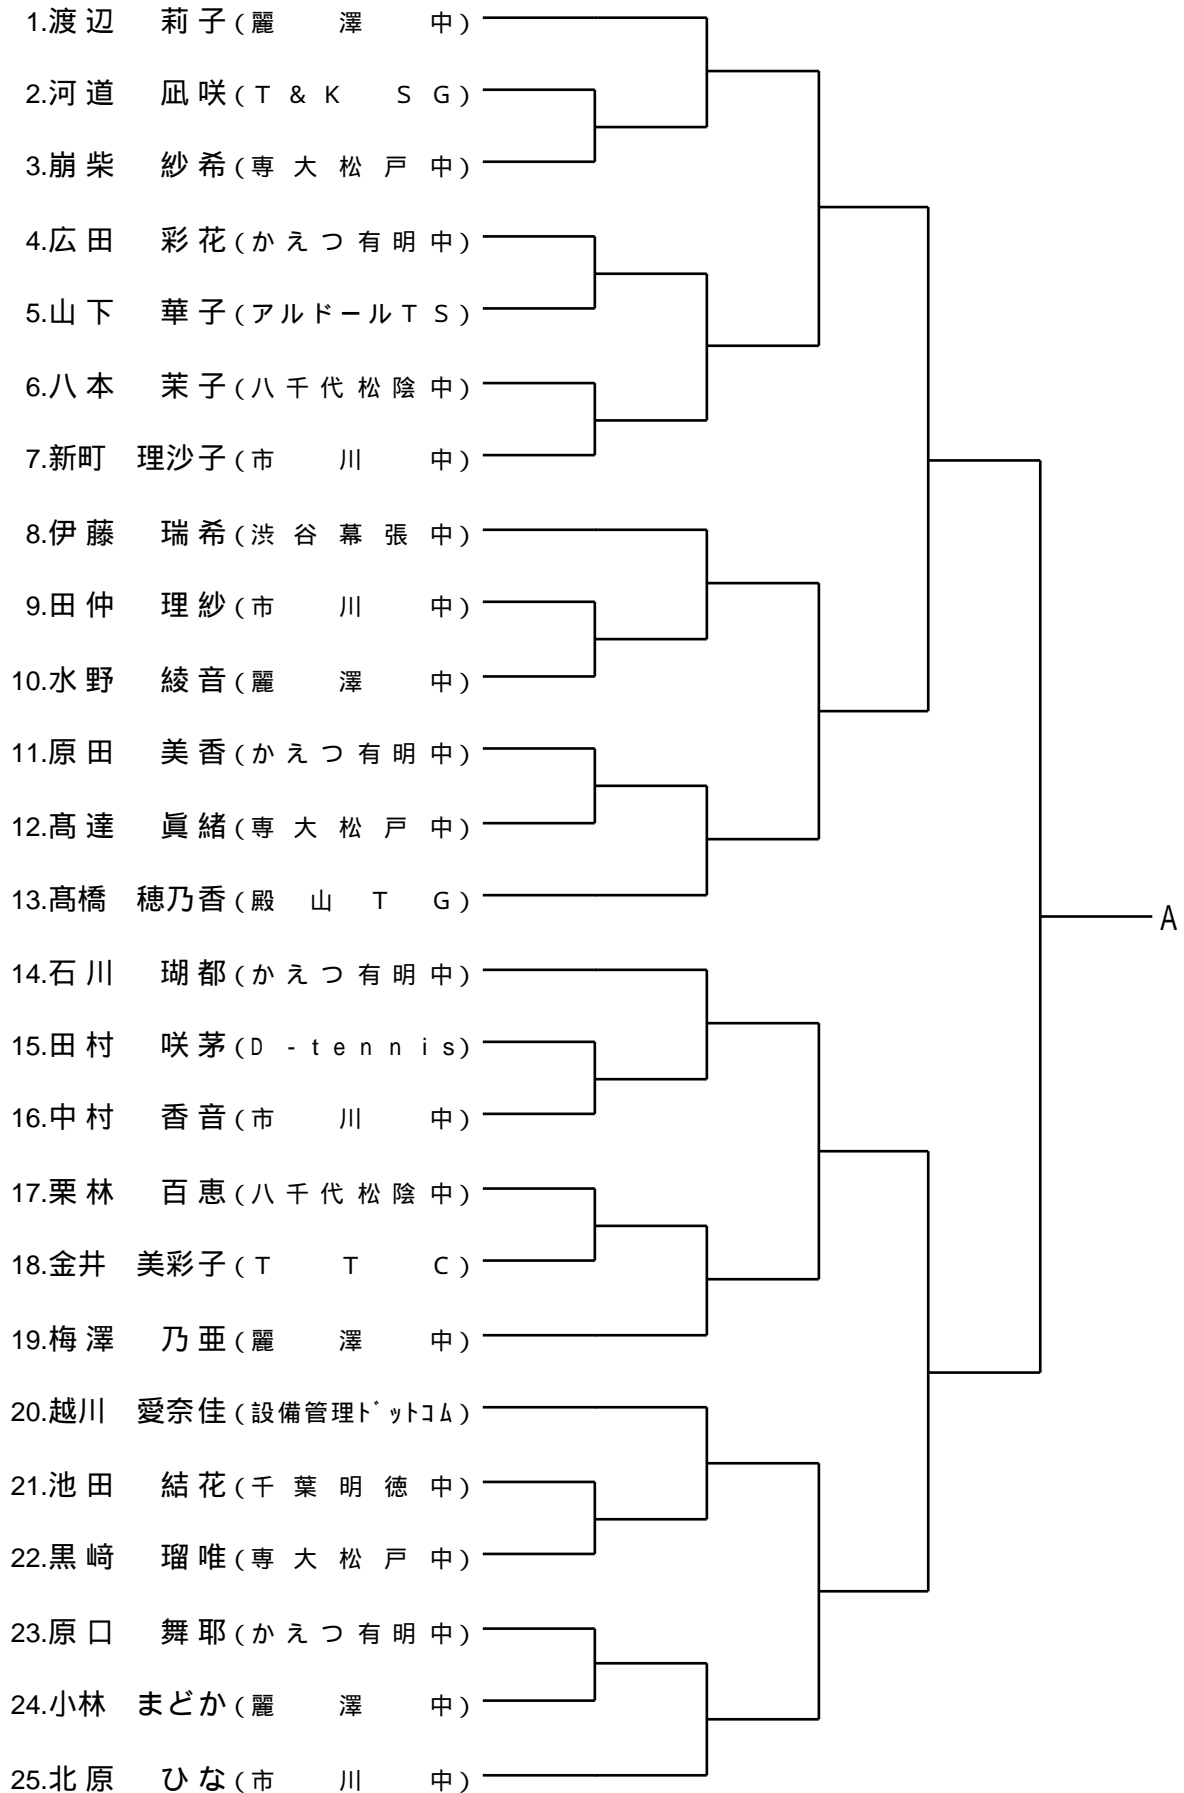 1.渡辺 莉子(麗澤中)
2.河道 凪咲(T&K SG)
3.崩柴 紗希(専大松戸中)
4.広田 彩花(かえつ有明中)
5.山下 華子(アルドールTS)
6.八本 茉子(八千代松陰中)
7.新町 理沙子(市川中)
8.伊藤 瑞希(渋谷幕張中)
9.田仲 理紗(市川中)
10.水野 綾音(麗澤中)
11.原田 美香(かえつ有明中)
12.髙達 眞緒(専大松戸中)
13.髙橋 穂乃香(殿山TG)
A
14.石川 瑚都(かえつ有明中)
15.田村 咲茅(D-tennis)
16.中村 香音(市川中)
17.栗林 百恵(八千代松陰中)
18.金井 美彩子(TTC)
19.梅澤 乃亜(麗澤中)
20.越川 愛奈佳(設備管理ﾄﾞｯﾄｺﾑ)
21.池田 結花(千葉明徳中)
22.黒﨑 瑠唯(専大松戸中)
23.原口 舞耶(かえつ有明中)
24.小林 まどか(麗澤中)
25.北原 ひな(市川中)